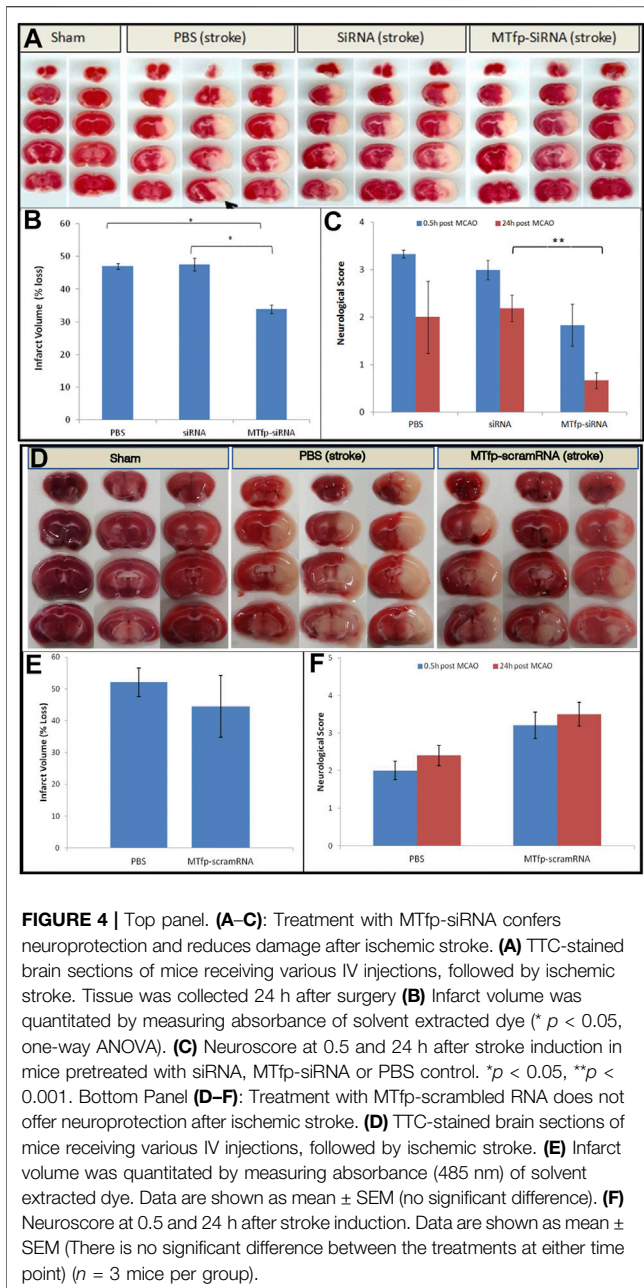 A
Sham
PBS (stroke)
SiRNA (stroke)
MTfp-SiRNA (stroke)
B
60
50
40
30
20
10
0
Infarct Volume (% loss)
*
*
PBS
siRNA
MTfp-siRNA
C
0.5h post MCAO
24h post MCAO
4
3
2
1
0
Neurological Score
**
PBS
siRNA
MTfp-siRNA
D
Sham
PBS (stroke)
MTfp-scramRNA (stroke)
E
60
50
40
30
20
10
0
Infarct Volume (% Loss)
PBS
MTfp-scramRNA
F
0.5h post MCAO
24h post MCAO
5
4
3
2
1
0
Neurological Score
PBS
MTfp-scramRNA
FIGURE 4 | Top panel. (A–C): Treatment with MTfp-siRNA confers
neuroprotection and reduces damage after ischemic stroke. (A) TTC-stained
brain sections of mice receiving various IV injections, followed by ischemic
stroke. Tissue was collected 24 h after surgery (B) Infarct volume was
quantitated by measuring absorbance of solvent extracted dye (* p < 0.05,
one-way ANOVA). (C) Neuroscore at 0.5 and 24 h after stroke induction in
mice pretreated with siRNA, MTfp-siRNA or PBS control. *p < 0.05, **p <
0.001. Bottom Panel (D–F): Treatment with MTfp-scrambled RNA does not
offer neuroprotection after ischemic stroke. (D) TTC-stained brain sections of
mice receiving various IV injections, followed by ischemic stroke. (E) Infarct
volume was quantitated by measuring absorbance (485 nm) of solvent
extracted dye. Data are shown as mean ± SEM (no significant difference). (F)
Neuroscore at 0.5 and 24 h after stroke induction. Data are shown as mean ±
SEM (There is no significant difference between the treatments at either time
point) (n = 3 mice per group).